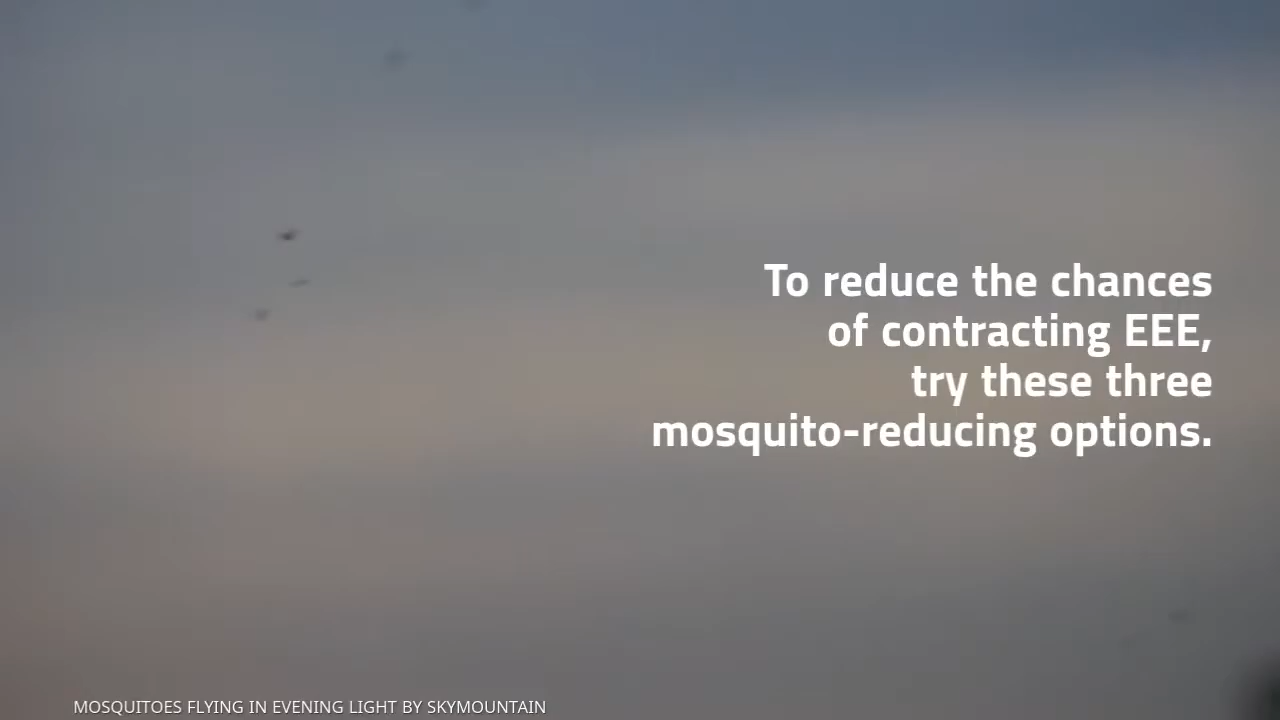 To reduce the chances
of contracting EEE,
try these three
mosquito-reducing options.
MOSQUITOES FLYING IN EVENING LIGHT BY SKYMOUNTAIN